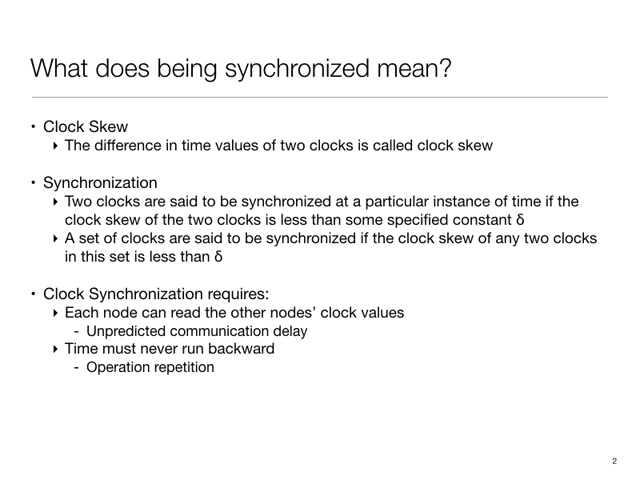 What does being synchronized mean?
• Clock Skew
‣ The difference in time values of two clocks is called clock skew
• Synchronization
‣ Two clocks are said to be synchronized at a particular instance of time if the
clock skew of the two clocks is less than some specified constant δ
‣ A set of clocks are said to be synchronized if the clock skew of any two clocks
in this set is less than δ
• Clock Synchronization requires:
‣ Each node can read the other nodes’ clock values
- Unpredicted communication delay
‣ Time must never run backward
- Operation repetition
2